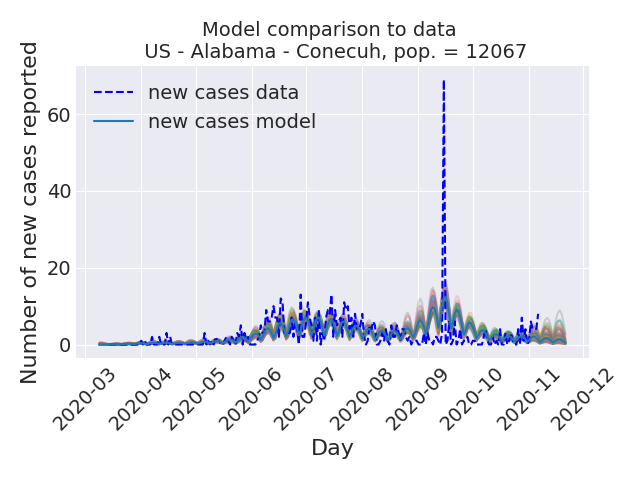 Model comparison to data
US - Alabama - Conecuh, pop. = 12067
Number of new cases reported
60
40
20
0
new cases data
new cases model
2020-03
2020-04
2020-05
2020-06
2020-07
2020-08
2020-09
2020-10
2020-11
2020-12
Day